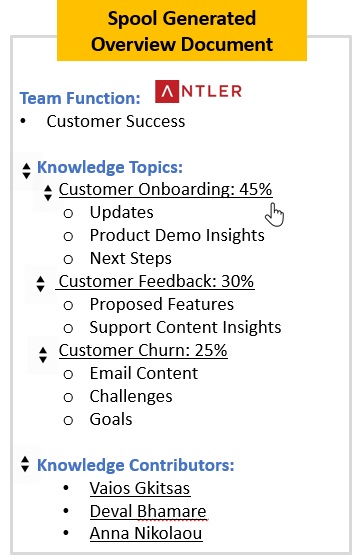 Spool Generated
Overview Document
Team Function: ANTLER
• Customer Success
Knowledge Topics:
Customer Onboarding: 45%
o Updates
o Product Demo Insights
o Next Steps
Customer Feedback: 30%
o Proposed Features
o Support Content Insights
Customer Churn: 25%
o Email Content
o Challenges
o Goals
Knowledge Contributors:
• Vaios Gkitsas
• Deval Bhamare
• Anna Nikolaou